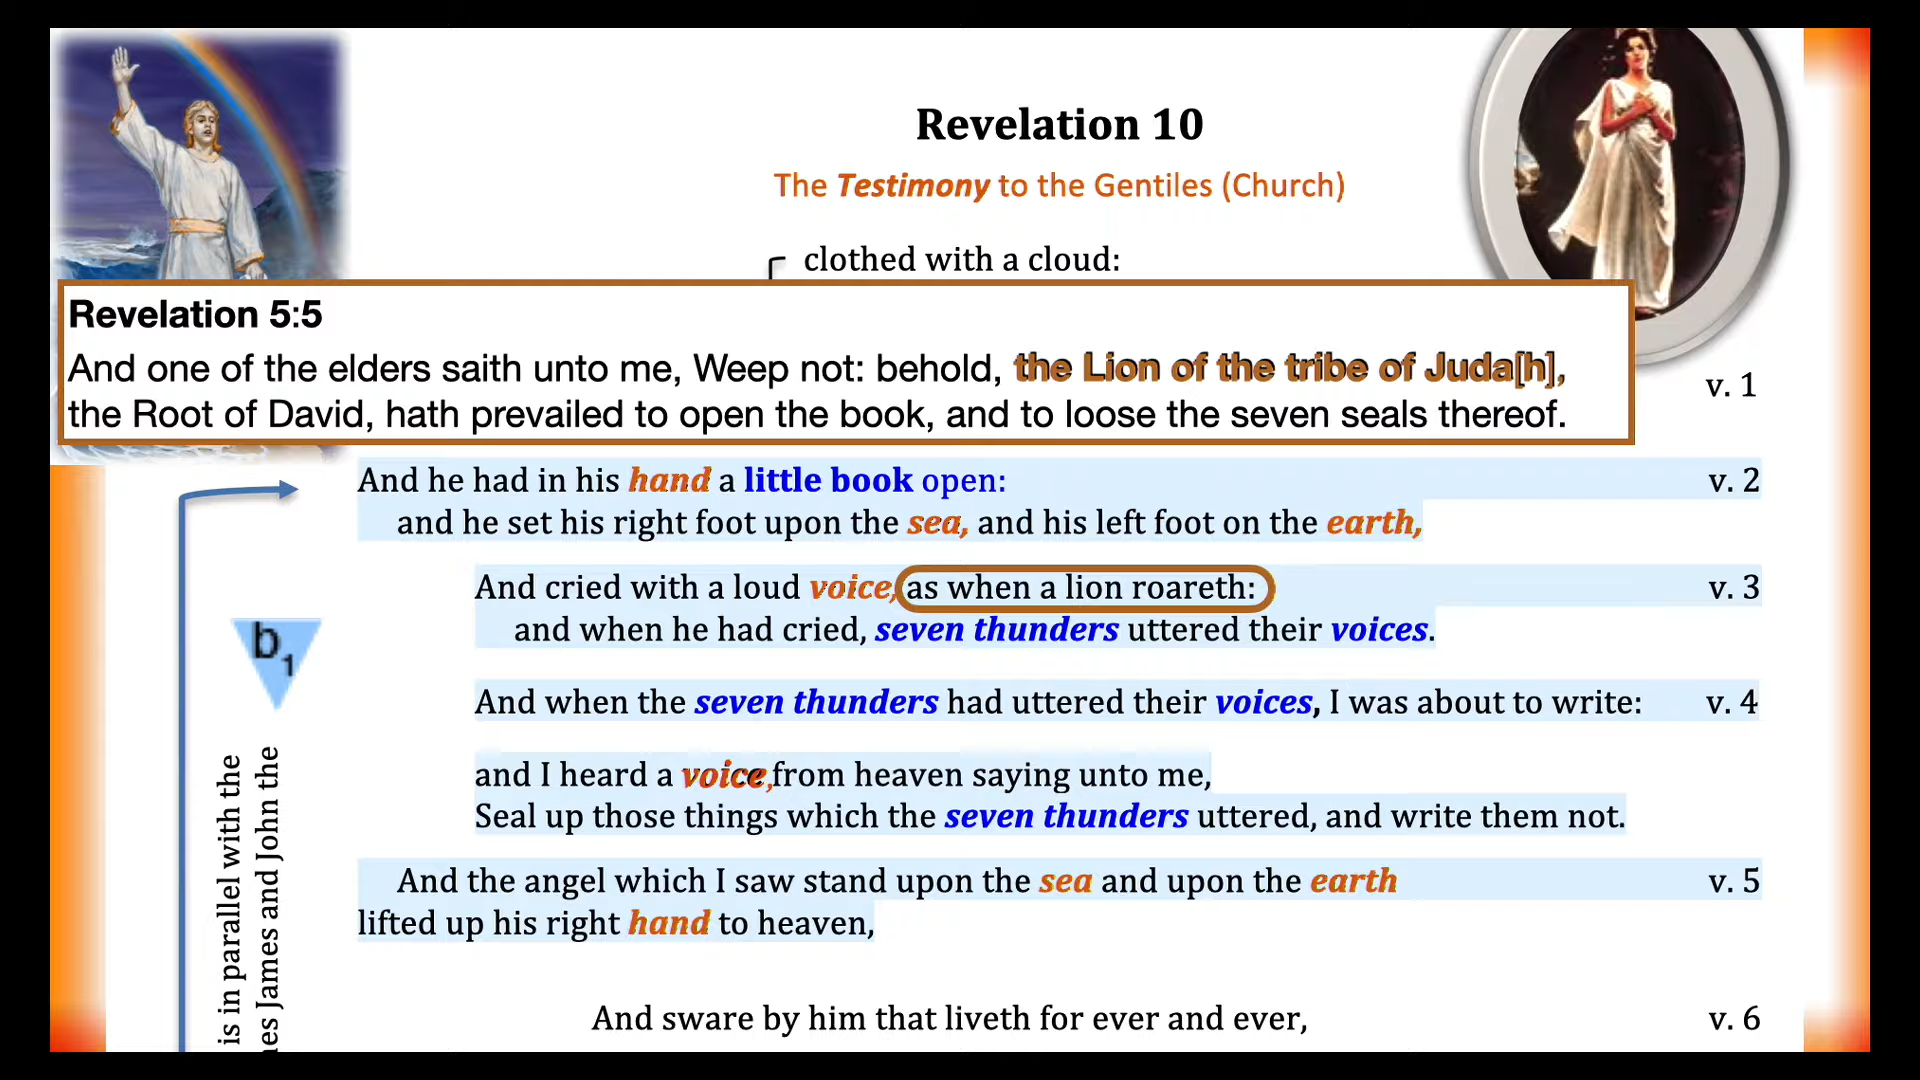 Revelation 10
The Testimony to the Gentiles (Church)
clothed with a cloud:
Revelation 5:5
And one of the elders saith unto me, Weep not: behold, the Lion of the tribe of Juda[h],
the Root of David, hath prevailed to open the book, and to loose the seven seals thereof.
v. 1
And he had in his hand a little book open: v. 2
and he set his right foot upon the sea, and his left foot on the earth,
And cried with a loud voice, as when a lion roareth: v. 3
and when he had cried, seven thunders uttered their voices.
And when the seven thunders had uttered their voices, I was about to write: v. 4
and I heard a voice, from heaven saying unto me,
Seal up those things which the seven thunders uttered, and write them not.
And the angel which I saw stand upon the sea and upon the earth v. 5
lifted up his right hand to heaven,
And sware by him that liveth for ever and ever, v. 6
b1
is in parallel with the
James and John the